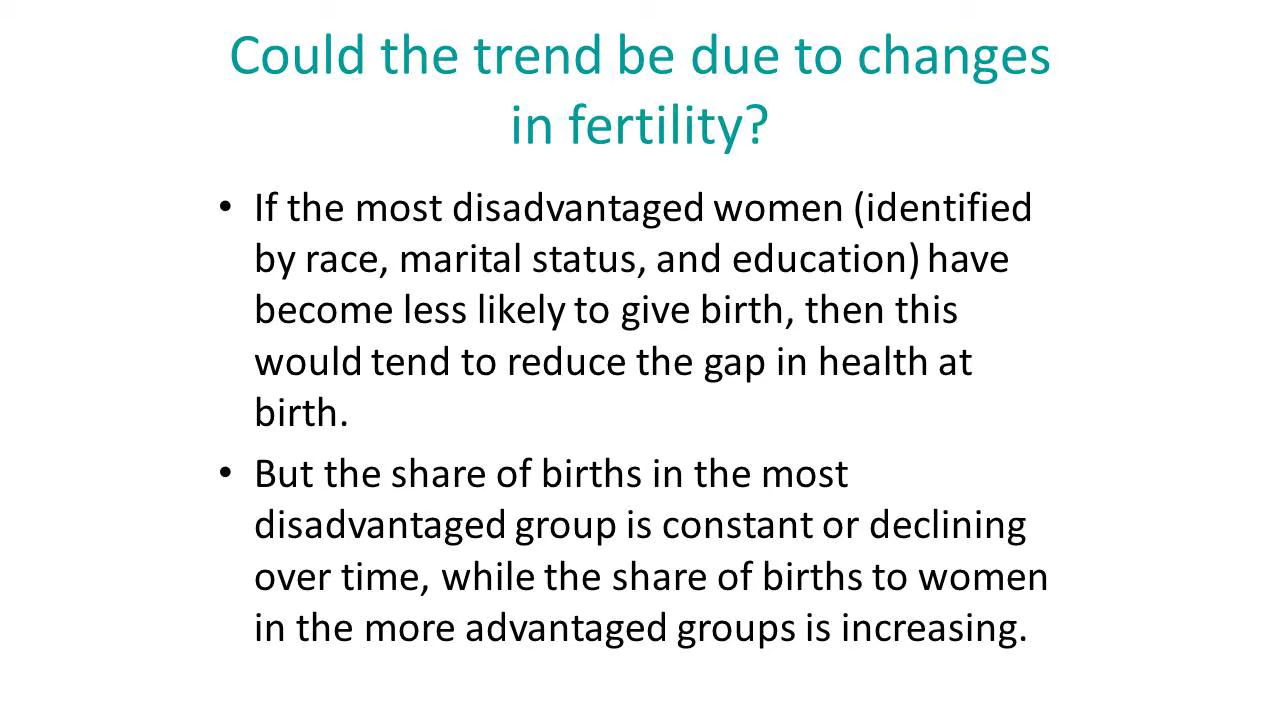 Could the trend be due to changes
in fertility?
• If the most disadvantaged women (identified
by race, marital status, and education) have
become less likely to give birth, then this
would tend to reduce the gap in health at
birth.
• But the share of births in the most
disadvantaged group is constant or declining
over time, while the share of births to women
in the more advantaged groups is increasing.